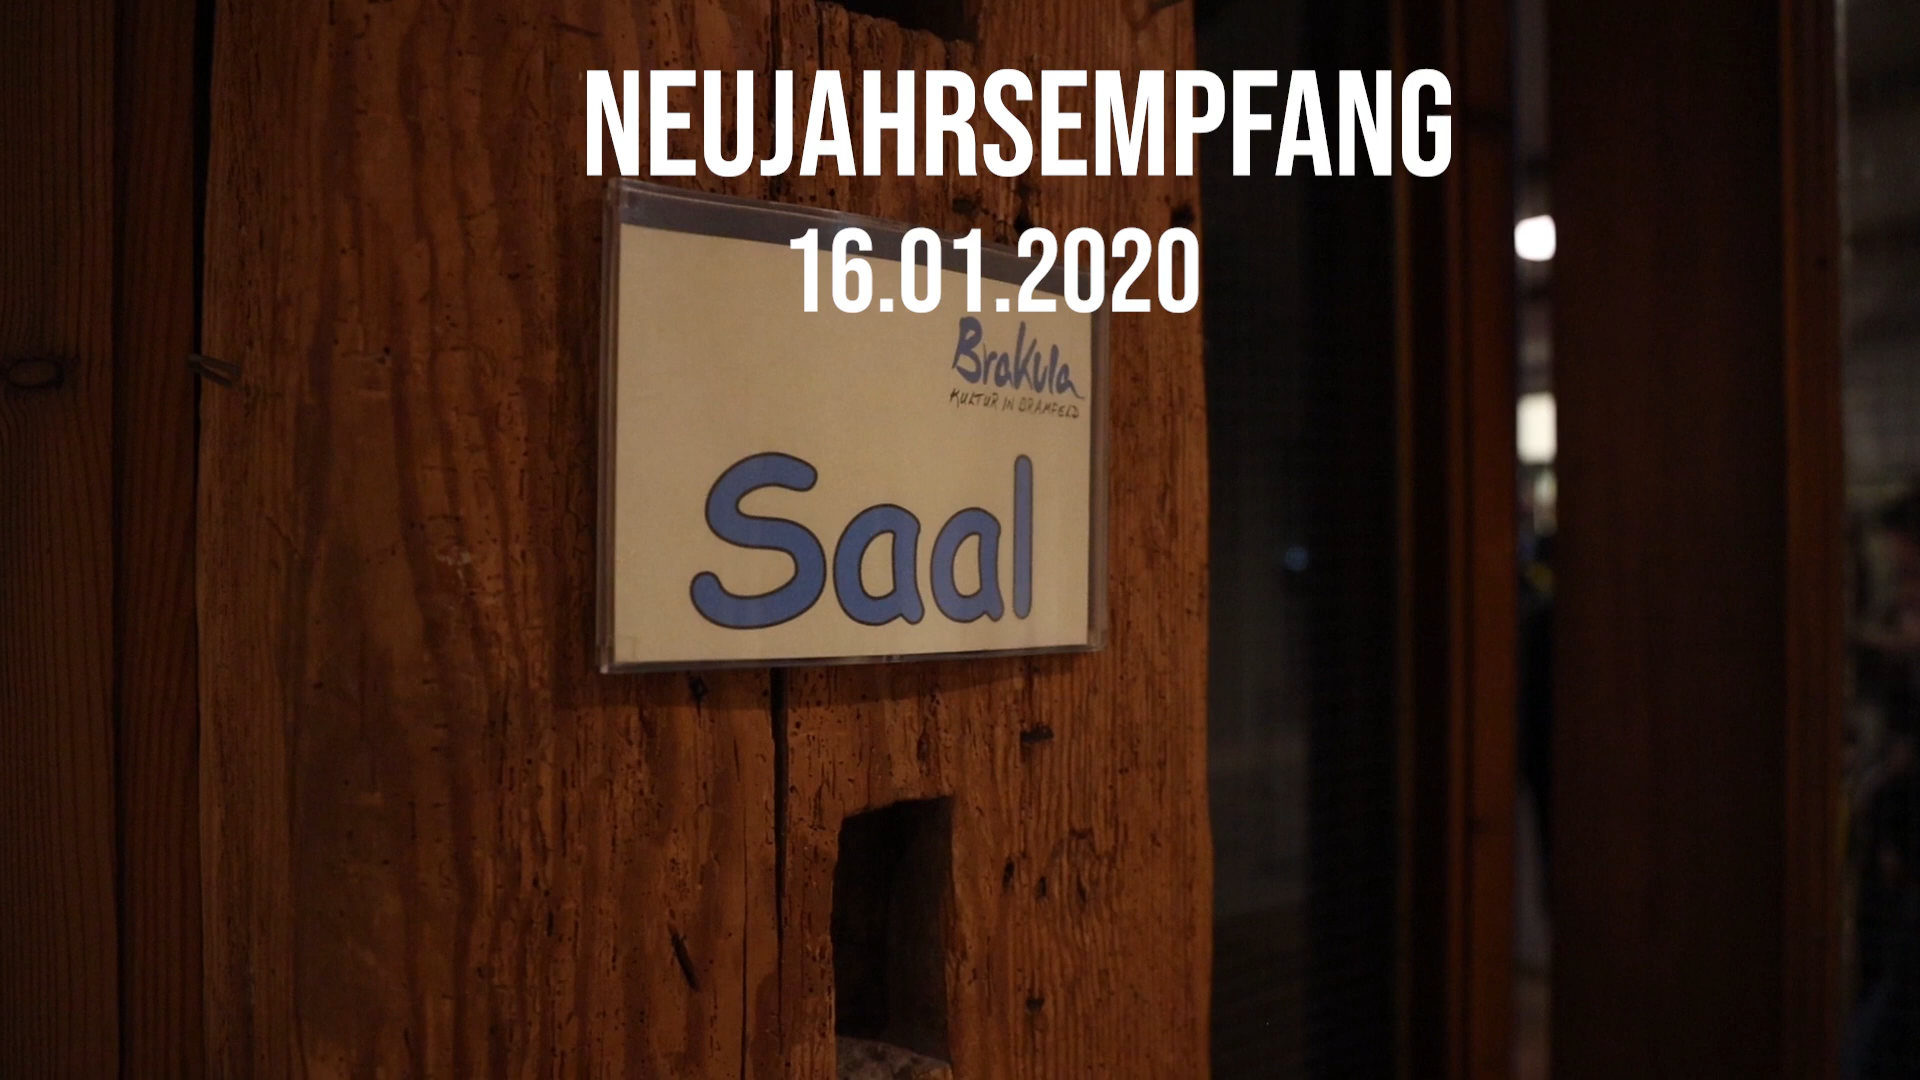 NEUJAHRSEMPFANG
16.01.2020
Brakula
KULTUR IN BRAMFELD
Saal